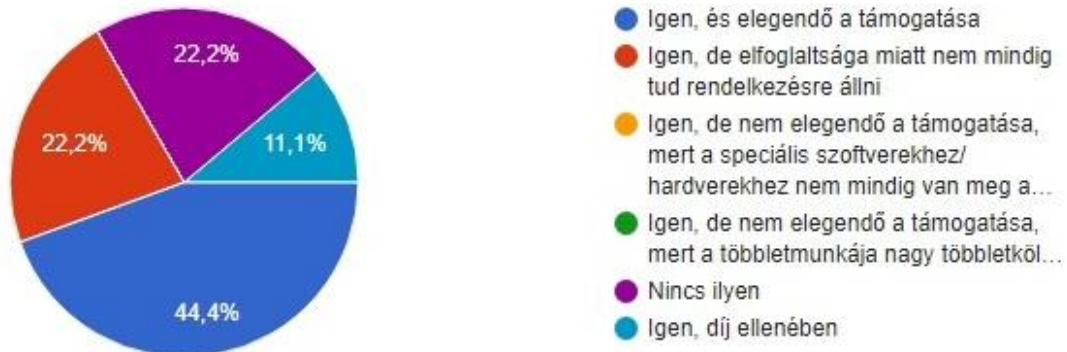 22,2%
22,2%
11,1%
44,4%
Igen, és elegendő a támogatása
Igen, de elfoglaltsága miatt nem mindig
tud rendelkezésre állni
Igen, de nem elegendő a támogatása,
mert a speciális szoftverekhez/
hardverekhez nem mindig van meg a…
Igen, de nem elegendő a támogatása,
mert a többletmunkája nagy többletköl…
Nincs ilyen
Igen, díj ellenében